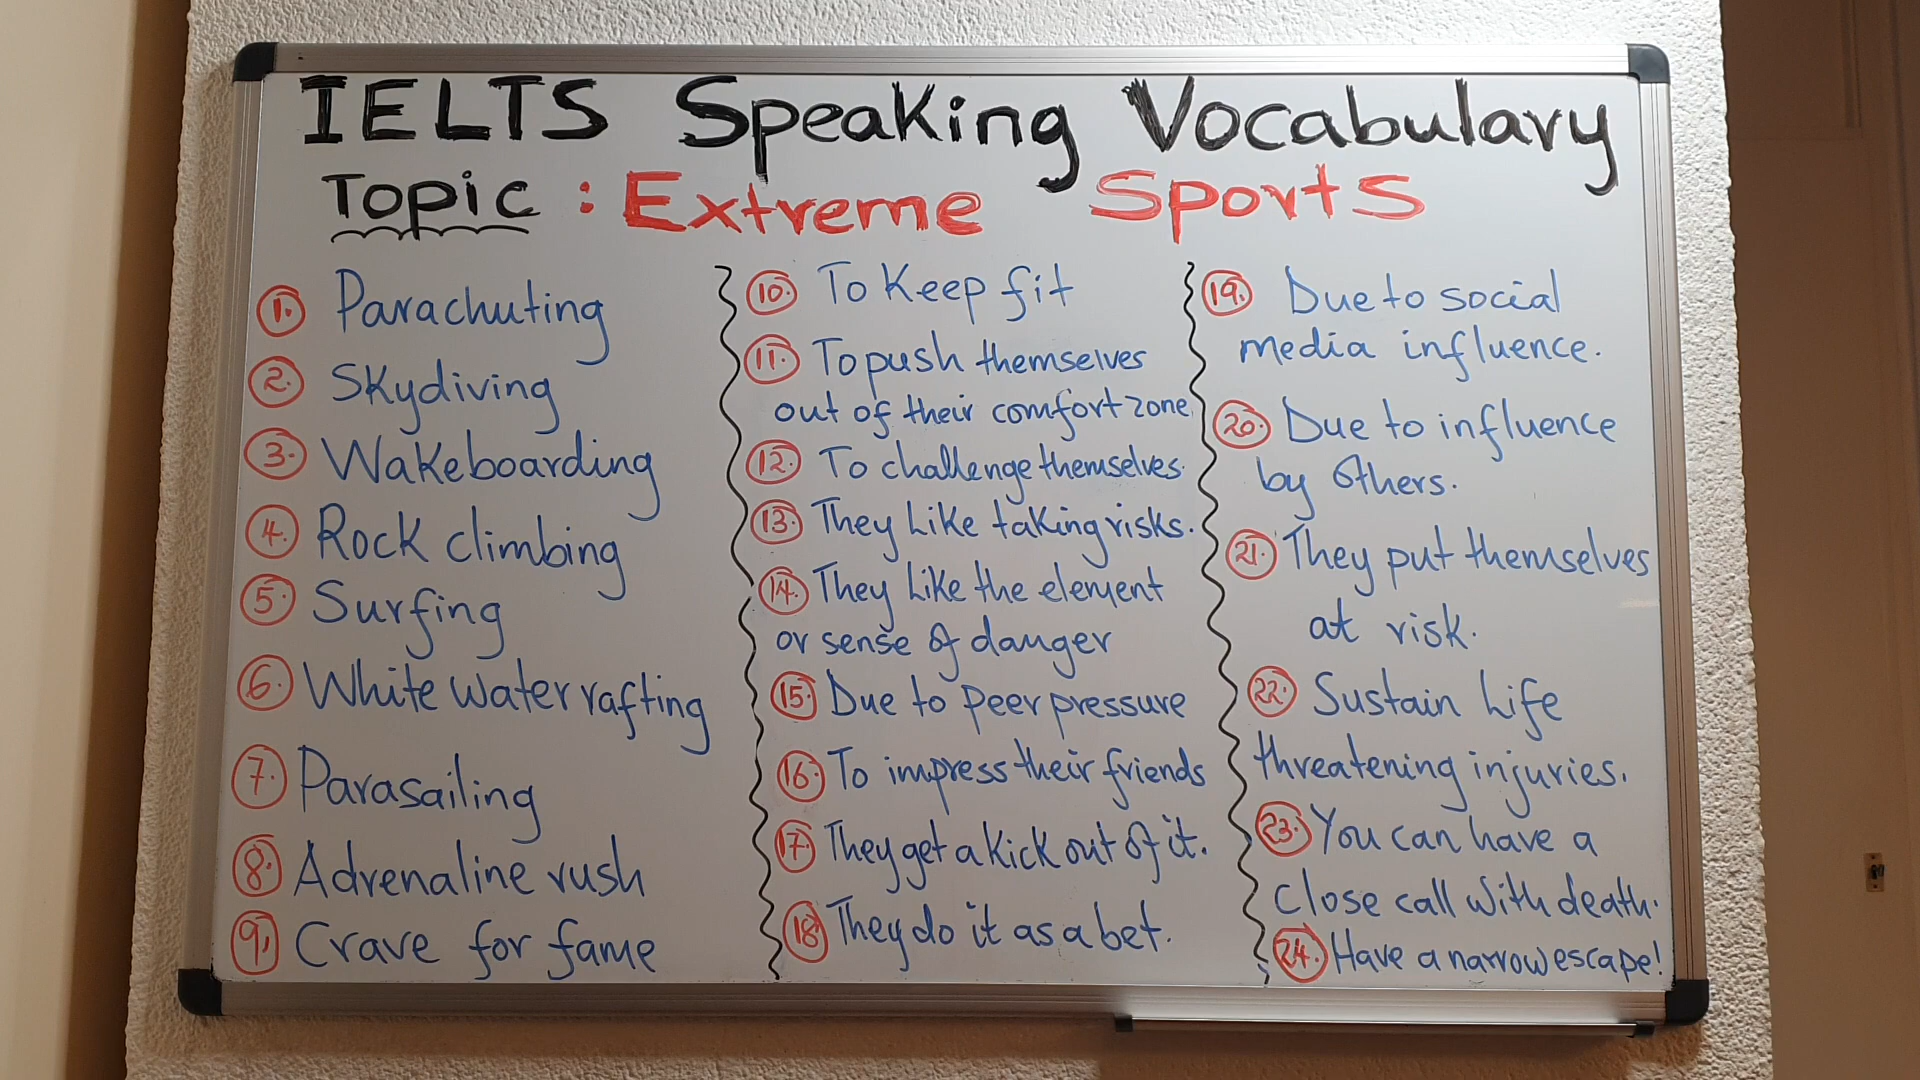 IELTS Speaking Vocabulary
Topic : Extreme Sports
1. Parachuting
2. Skydiving
3. Wakeboarding
4. Rock climbing
5. Surfing
6. White water rafting
7. Parasailing
8. Adrenaline rush
9. Crave for fame
10. To Keep fit
11. To push themselves
out of their comfort zone
12. To challenge themselves.
13. They Like taking risks.
14. They Like the element
or sense of danger
15. Due to Peer pressure
16. To impress their friends
17. They get a Kick out of it.
18. They do it as a bet.
19. Due to social
media influence.
20. Due to influence
by Others.
21. They put themselves
at risk.
22. Sustain Life
threatening injuries.
23. You can have a
Close call with death.
24. Have a narrow escape!